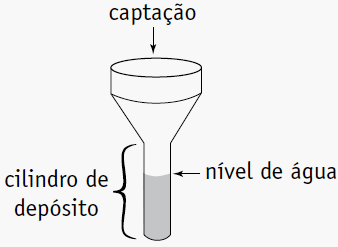 captação
nível de água
cilindro de
depósito